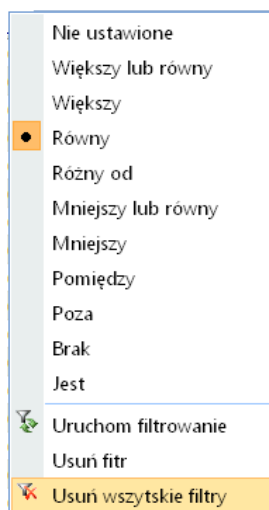 Nie ustawione
Większy lub równy
Większy
Równy
Różny od
Mniejszy lub równy
Mniejszy
Pomiędzy
Poza
Brak
Jest
Uruchom filtrowanie
Usuń fitr
Usuń wszytskie filtry